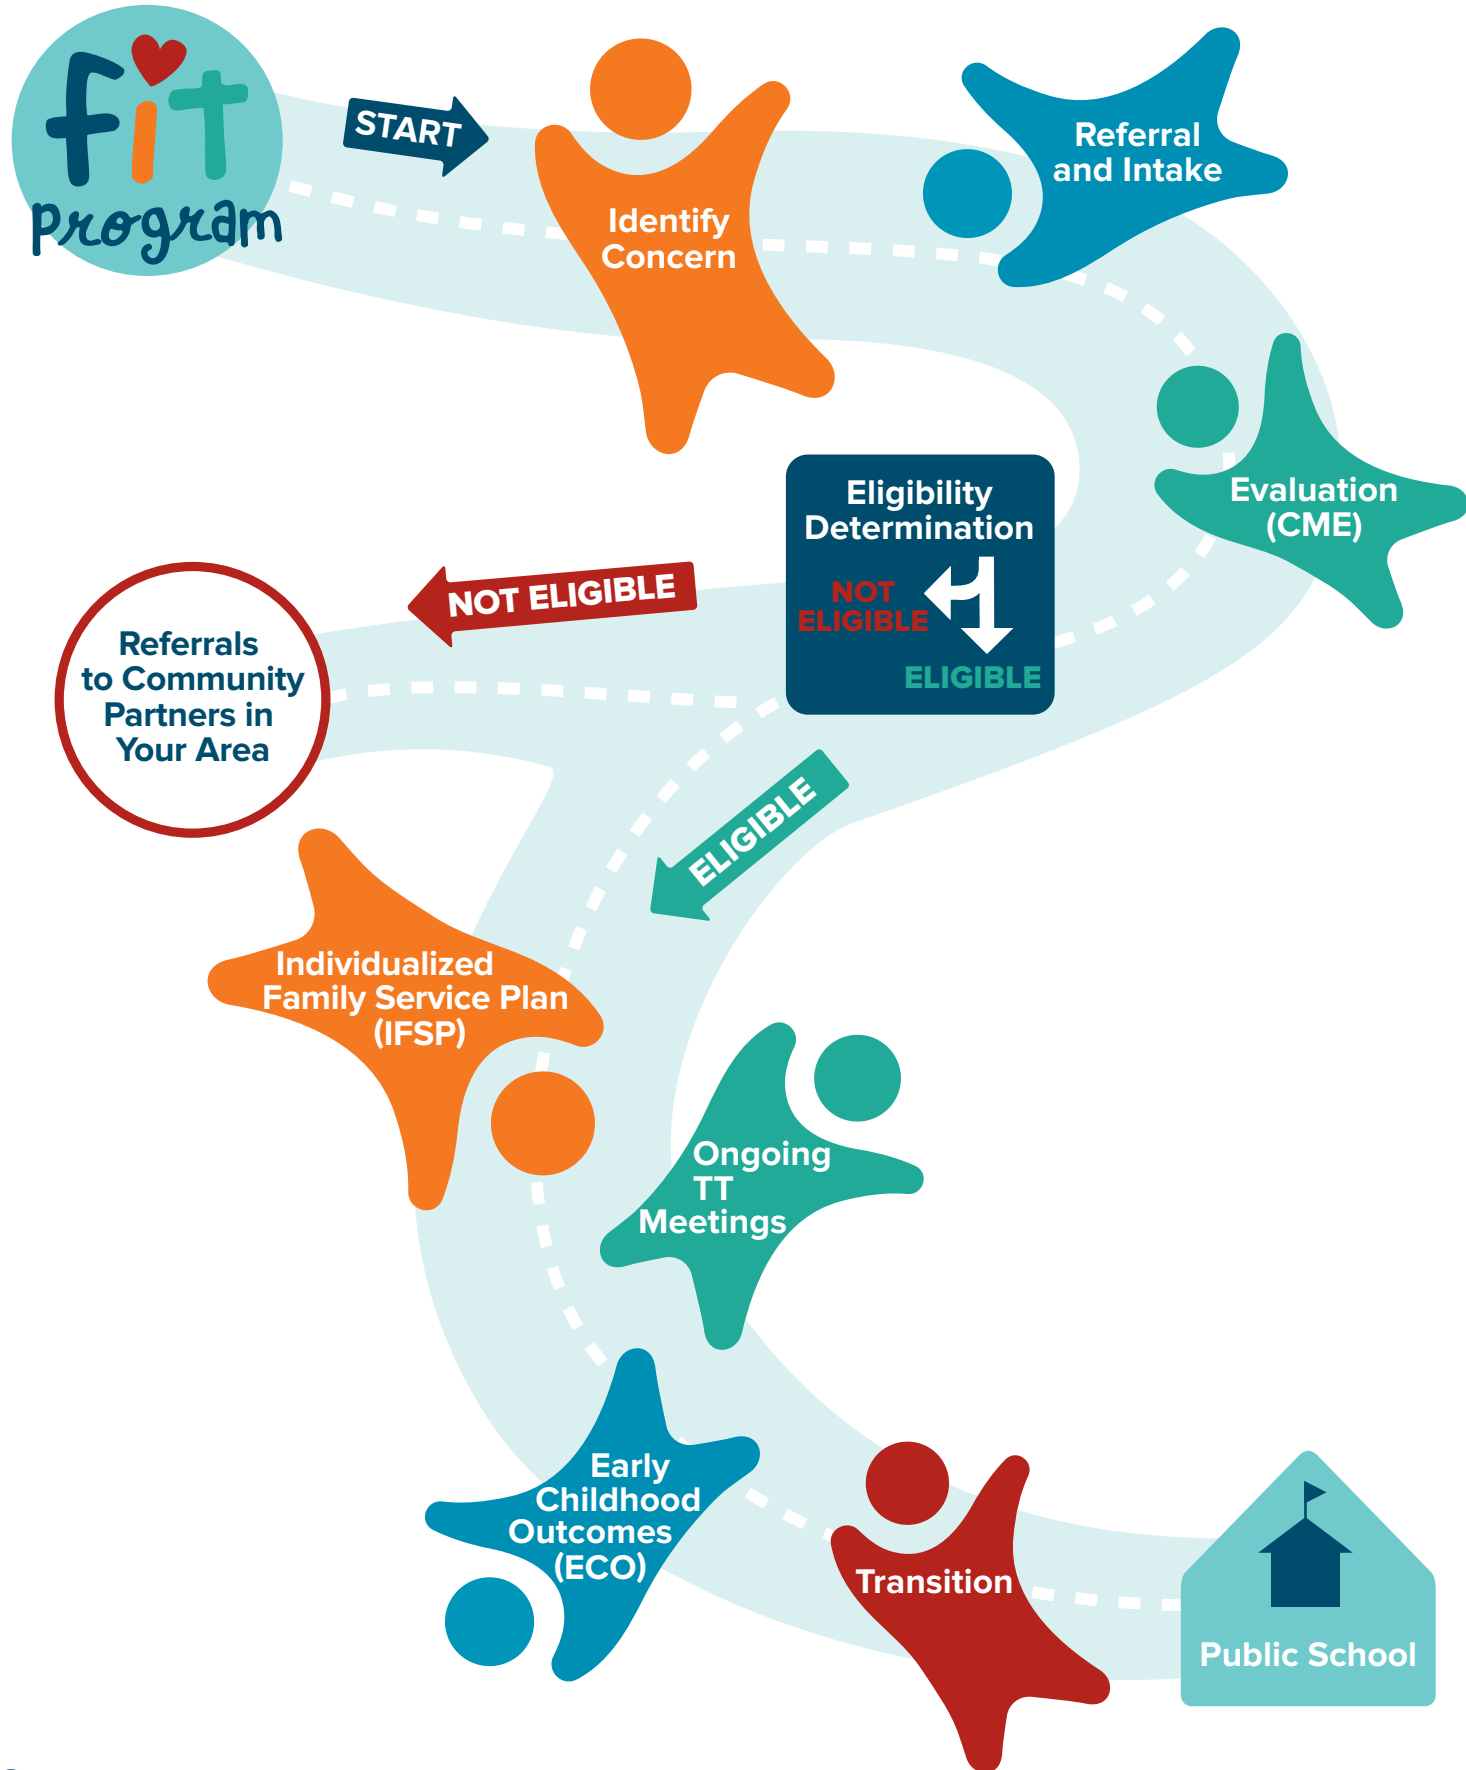 fit
program
START
Identify
Concern
Referral
and Intake
Evaluation
(CME)
Eligibility
Determination
NOT
ELIGIBLE
ELIGIBLE
NOT ELIGIBLE
Referrals
to Community
Partners in
Your Area
ELIGIBLE
Individualized
Family Service Plan
(IFSP)
Ongoing
TT
Meetings
Early
Childhood
Outcomes
(ECO)
Transition
Public School